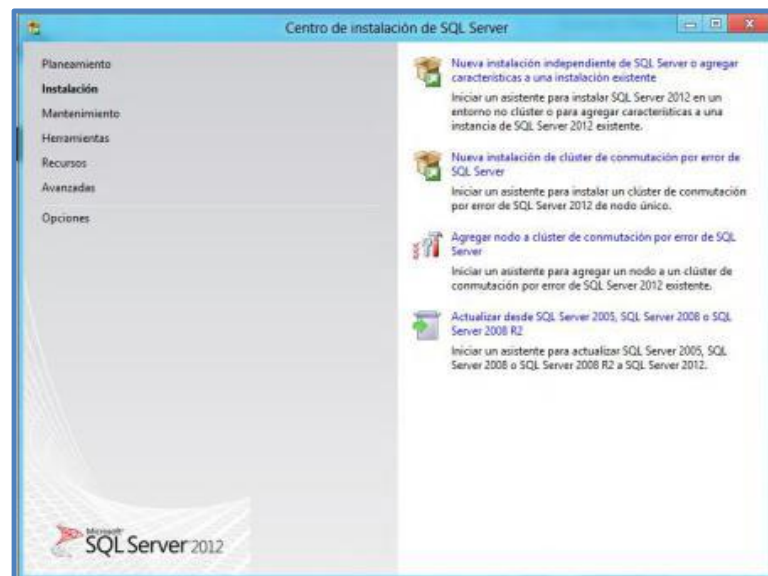 Centro de instalación de SQL Server
Planeamiento
Instalación
Mantenimiento
Herramientas
Recursos
Avanzadas
Opciones
Nueva instalación independiente de SQL Server o agregar
características a una instalación existente
Iniciar un asistente para instalar SQL Server 2012 en un
entorno no clúster o para agregar características a una
instancia de SQL Server 2012 existente.
Nueva instalación de clúster de conmutación por error de
SQL Server
Iniciar un asistente para instalar un clúster de conmutación
por error de SQL Server 2012 de nodo único.
Agregar nodo a clúster de conmutación por error de SQL
Server
Iniciar un asistente para agregar un nodo a un clúster de
conmutación por error de SQL Server 2012 existente.
Actualizar desde SQL Server 2005, SQL Server 2008 o SQL
Server 2008 R2
Iniciar un asistente para actualizar SQL Server 2005, SQL
Server 2008 o SQL Server 2008 R2 a SQL Server 2012.
Microsoft
SQL Server 2012